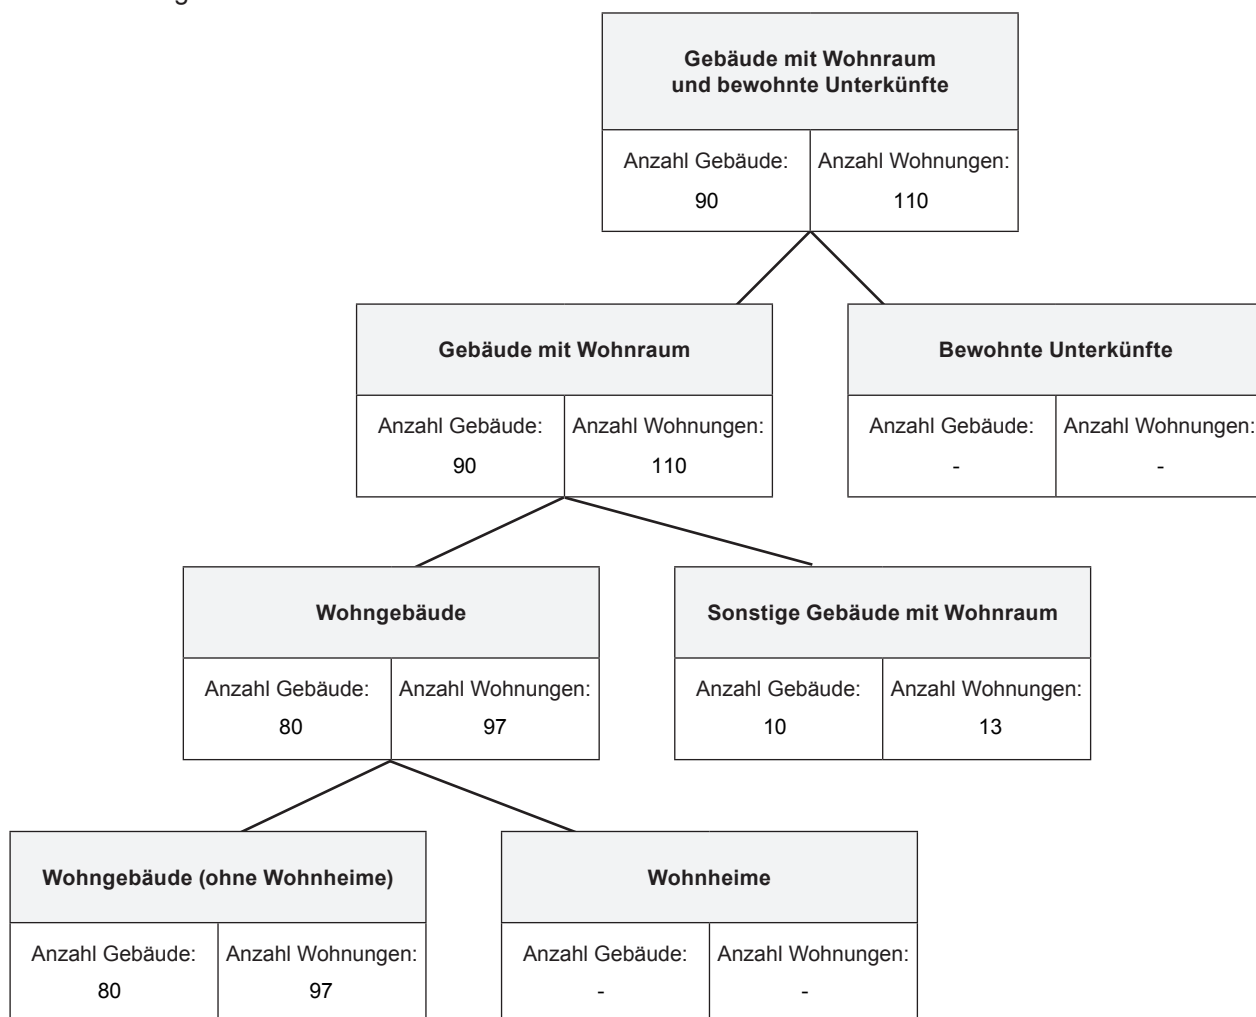 Gebäude mit Wohnraum
und bewohnte Unterkünfte
Anzahl Gebäude: Anzahl Wohnungen:
90 110
Gebäude mit Wohnraum
Anzahl Gebäude: Anzahl Wohnungen:
90 110
Bewohnte Unterkünfte
Anzahl Gebäude: Anzahl Wohnungen:
- -
Wohngebäude
Anzahl Gebäude: Anzahl Wohnungen:
80 97
Sonstige Gebäude mit Wohnraum
Anzahl Gebäude: Anzahl Wohnungen:
10 13
Wohngebäude (ohne Wohnheime)
Anzahl Gebäude: Anzahl Wohnungen:
80 97
Wohnheime
Anzahl Gebäude: Anzahl Wohnungen:
- -